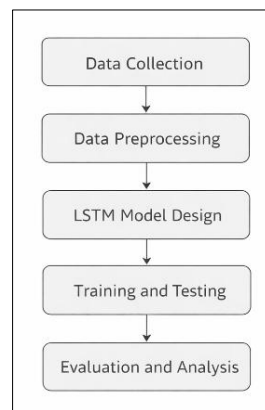 Data Collection
Data Preprocessing
LSTM Model Design
Training and Testing
Evaluation and Analysis